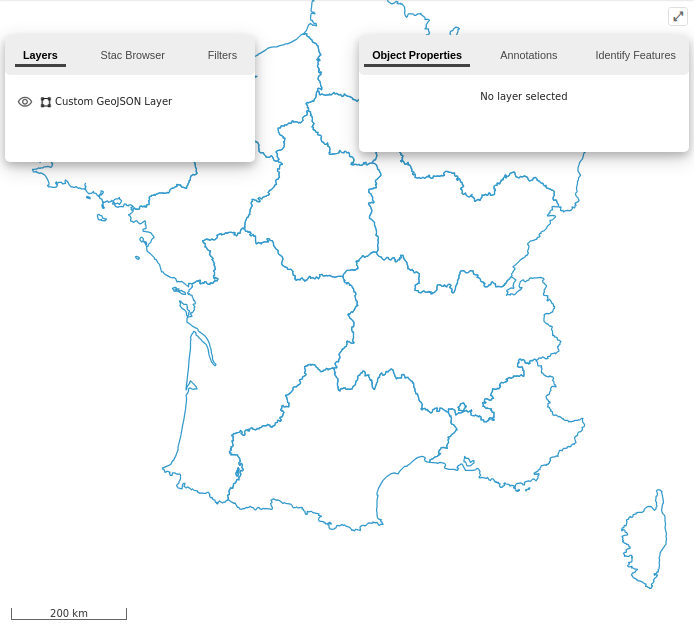 Layers Stac Browser Filters
Custom GeoJSON Layer
Object Properties Annotations Identify Features
No layer selected
200 km